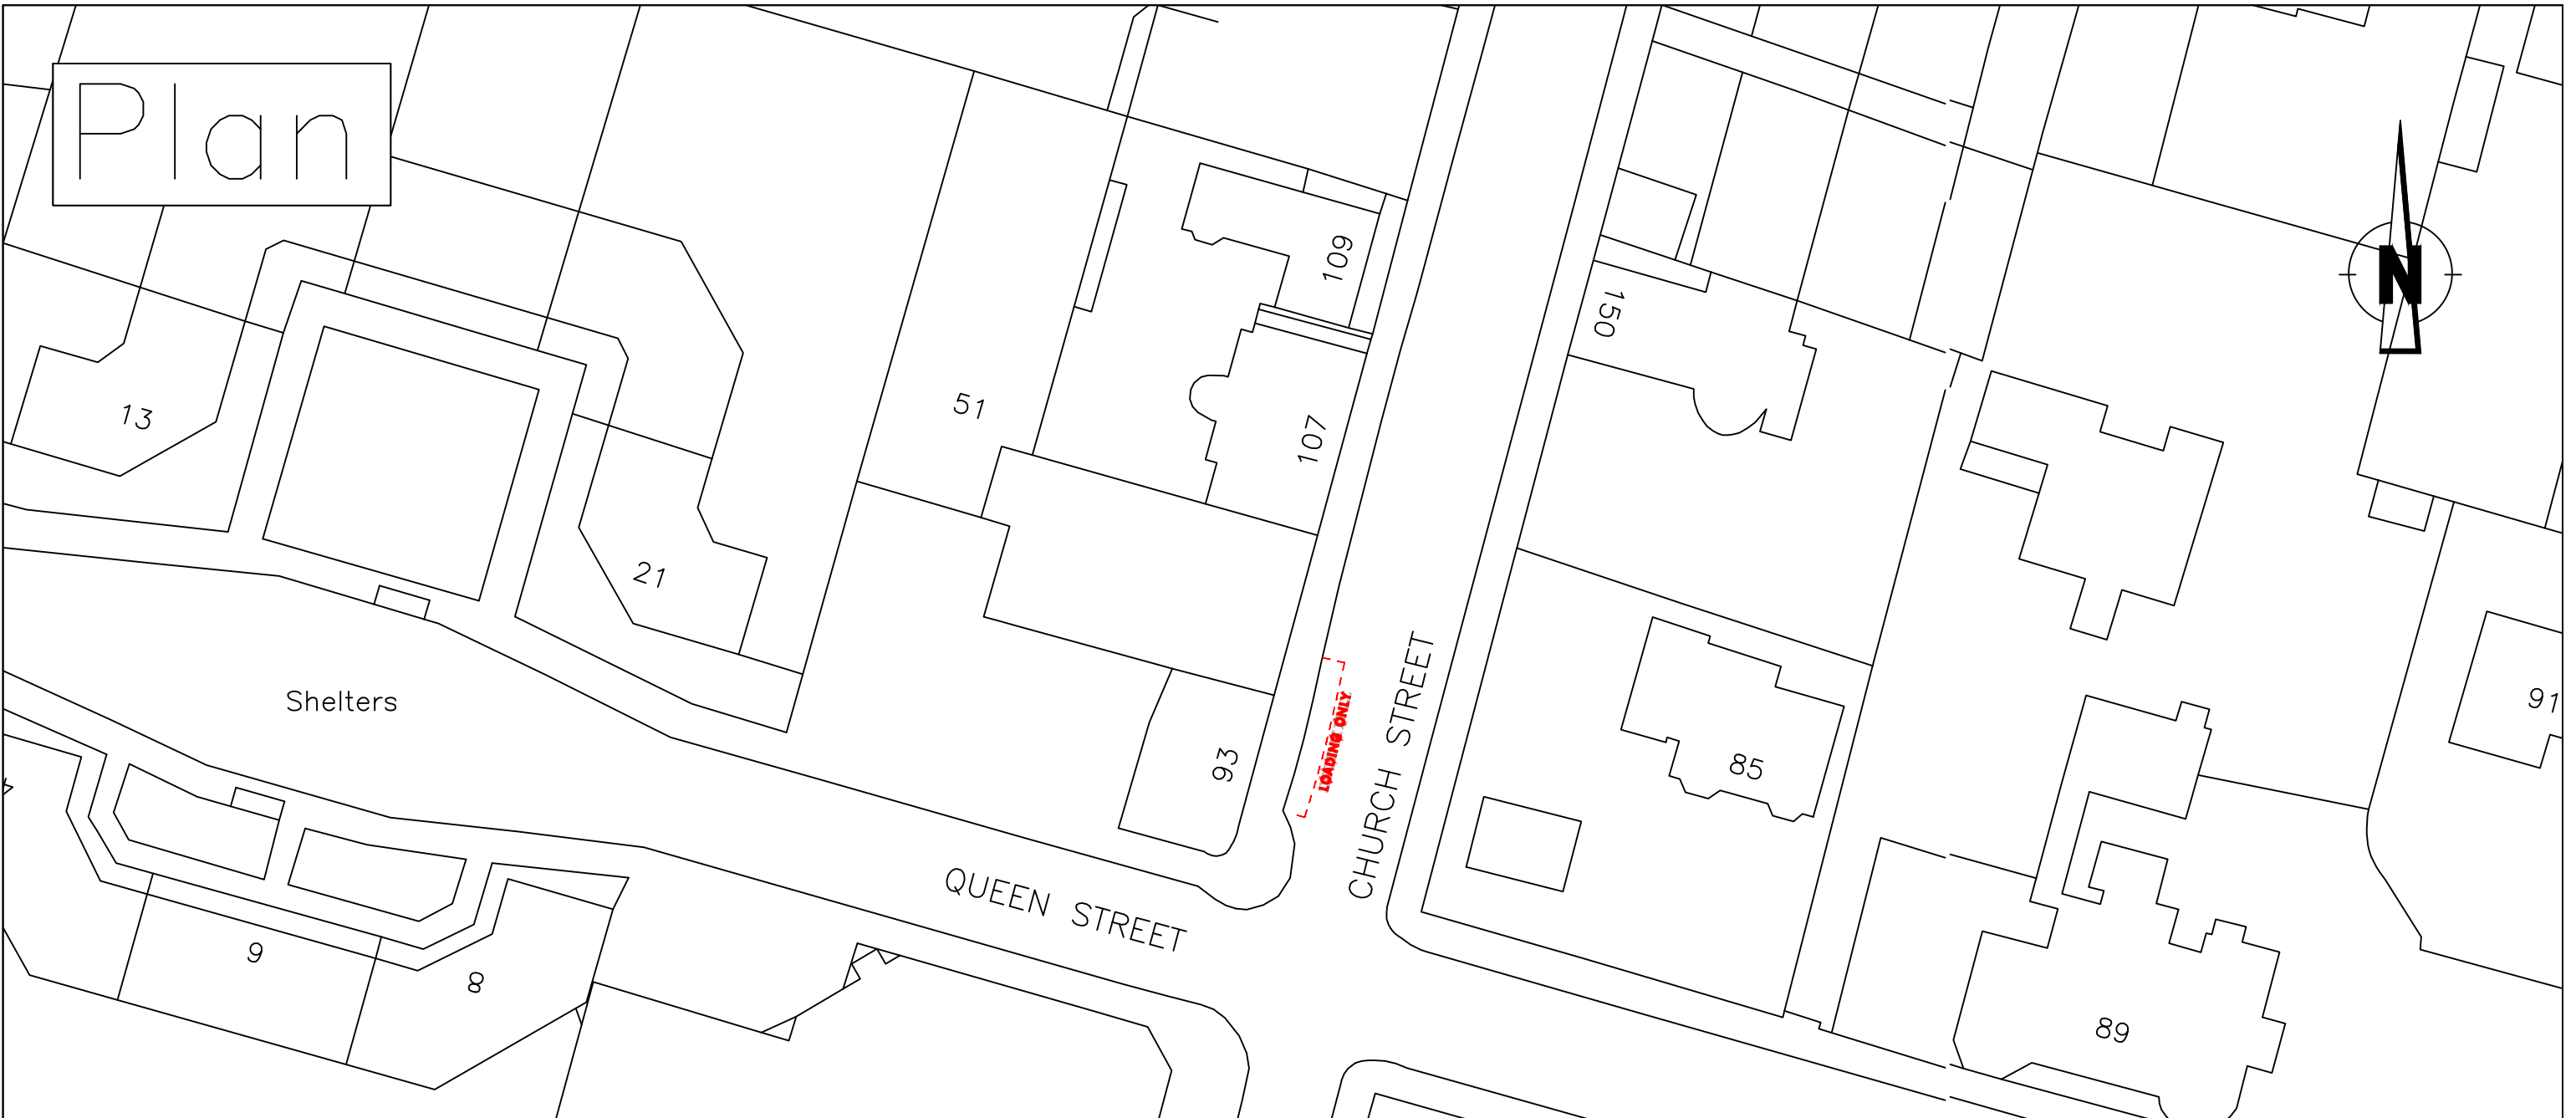 Plan
N
109
150
13
51
107
21
Shelters
LOADING ONLY
CHURCH STREET
93
85
91
QUEEN STREET
9
8
89